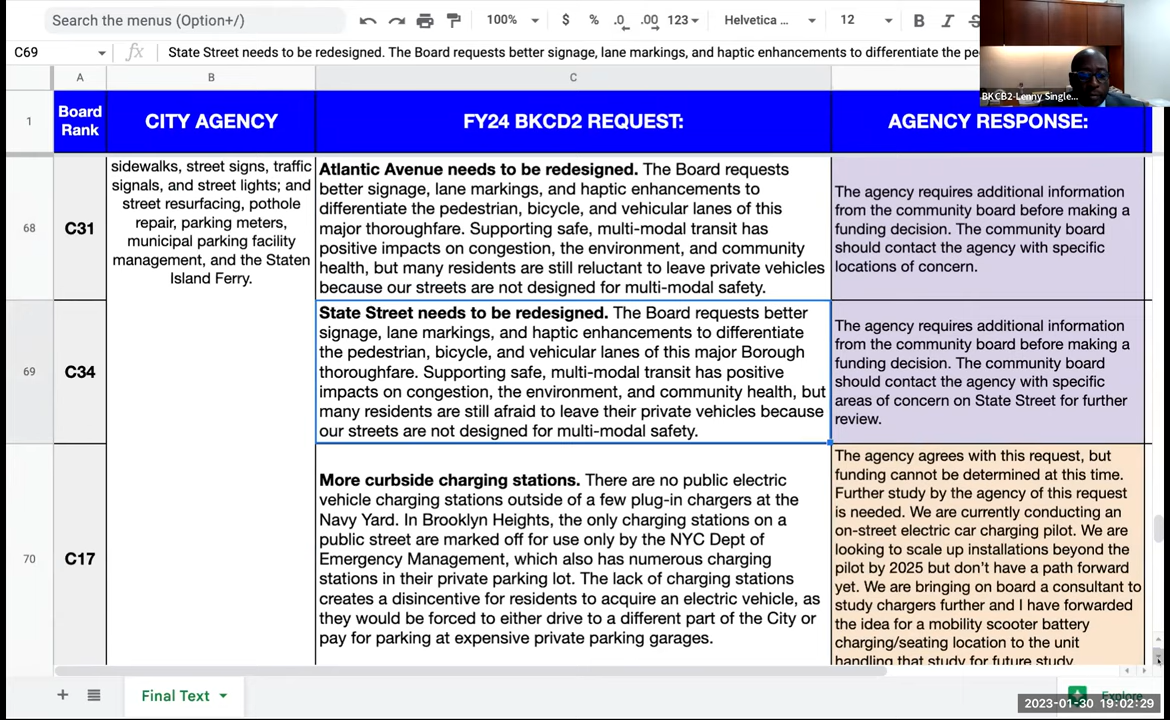 Search the menus (Option+/)
100%
$ % .0 .00 123
Helvetica ...
12
B I S
C69
fx
State Street needs to be redesigned. The Board requests better signage, lane markings, and haptic enhancements to differentiate the pe
BKCB2-Lenny Single...
A B C
1
Board
Rank
CITY AGENCY
FY24 BKCD2 REQUEST:
AGENCY RESPONSE:
68
C31
sidewalks, street signs, traffic
signals, and street lights; and
street resurfacing, pothole
repair, parking meters,
municipal parking facility
management, and the Staten
Island Ferry.
Atlantic Avenue needs to be redesigned. The Board requests
better signage, lane markings, and haptic enhancements to
differentiate the pedestrian, bicycle, and vehicular lanes of this
major thoroughfare. Supporting safe, multi-modal transit has
positive impacts on congestion, the environment, and community
health, but many residents are still reluctant to leave private vehicles
because our streets are not designed for multi-modal safety.
The agency requires additional information
from the community board before making a
funding decision. The community board
should contact the agency with specific
locations of concern.
69
C34
State Street needs to be redesigned. The Board requests better
signage, lane markings, and haptic enhancements to differentiate
the pedestrian, bicycle, and vehicular lanes of this major Borough
thoroughfare. Supporting safe, multi-modal transit has positive
impacts on congestion, the environment, and community health, but
many residents are still afraid to leave their private vehicles because
our streets are not designed for multi-modal safety.
The agency requires additional information
from the community board before making a
funding decision. The community board
should contact the agency with specific
areas of concern on State Street for further
review.
70
C17
More curbside charging stations. There are no public electric
vehicle charging stations outside of a few plug-in chargers at the
Navy Yard. In Brooklyn Heights, the only charging stations on a
public street are marked off for use only by the NYC Dept of
Emergency Management, which also has numerous charging
stations in their private parking lot. The lack of charging stations
creates a disincentive for residents to acquire an electric vehicle, as
they would be forced to either drive to a different part of the City or
pay for parking at expensive private parking garages.
The agency agrees with this request, but
funding cannot be determined at this time.
Further study by the agency of this request
is needed. We are currently conducting an
on-street electric car charging pilot. We are
looking to scale up installations beyond the
pilot by 2025 but don't have a path forward
yet. We are bringing on board a consultant to
study chargers further and I have forwarded
the idea for a mobility scooter battery
charging/seating location to the unit
handling that study for future study
Final Text
Explore
2023-01-30 19:02:29